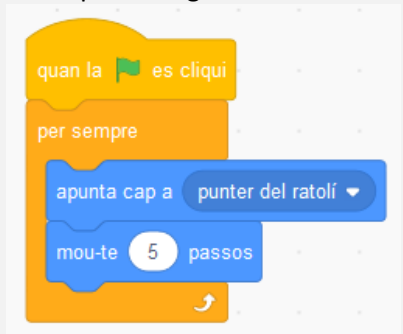 quan la es cliqui
per sempre
apunta cap a punter del ratolí
mou-te 5 passos